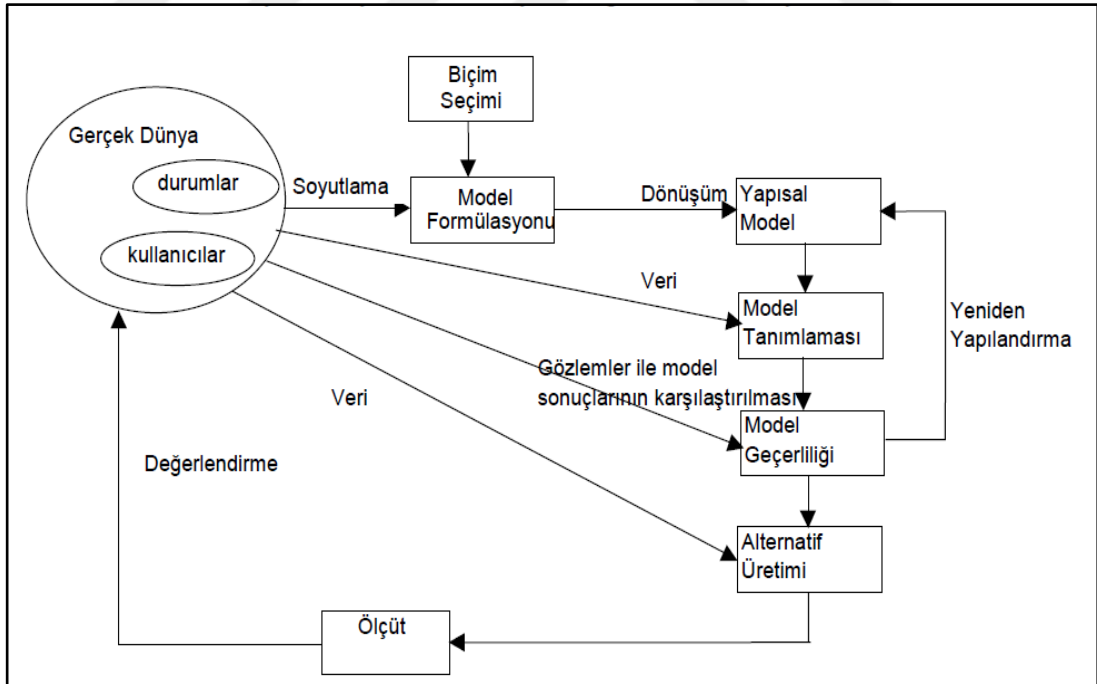 Biçim
Seçimi
Gerçek Dünya
durumlar
kullanıcılar
Soyutlama
Model
Formülasyonu
Dönüşüm
Yapısal
Model
Veri
Model
Tanımlaması
Yeniden
Yapılandırma
Gözlemler ile model
sonuçlarının karşılaştırılması
Veri
Model
Geçerliliği
Değerlendirme
Alternatif
Üretimi
Ölçüt